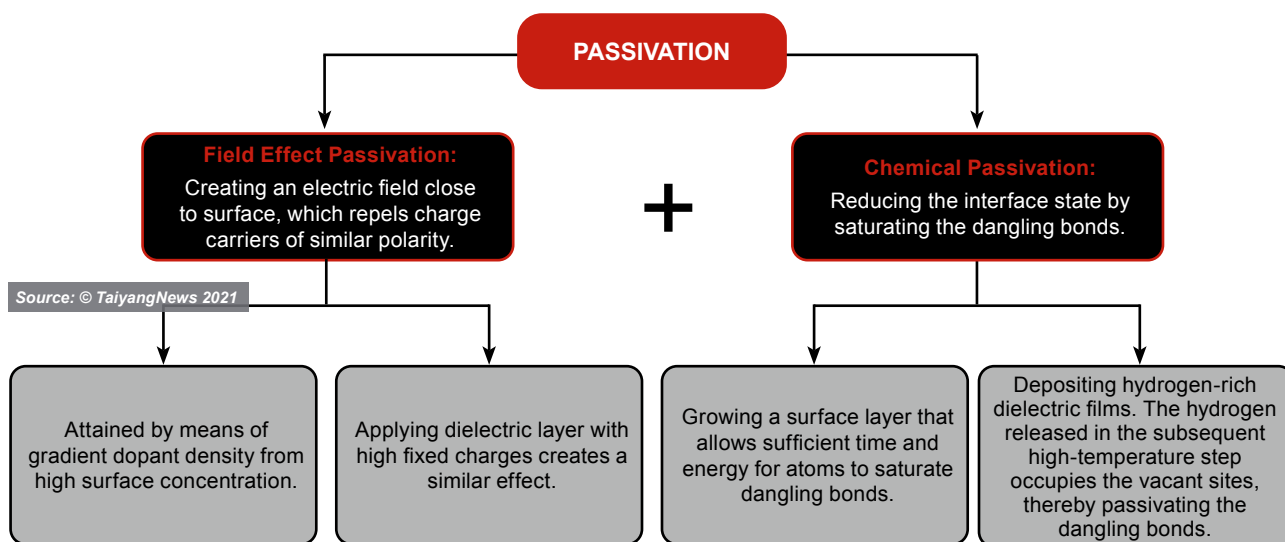 PASSIVATION
Field Effect Passivation:
Creating an electric field close
to surface, which repels charge
carriers of similar polarity.
+
Chemical Passivation:
Reducing the interface state by
saturating the dangling bonds.
Source: © TaiyangNews 2021
Attained by means of
gradient dopant density from
high surface concentration.
Applying dielectric layer with
high fixed charges creates a
similar effect.
Growing a surface layer that
allows sufficient time and
energy for atoms to saturate
dangling bonds.
Depositing hydrogen-rich
dielectric films. The hydrogen
released in the subsequent
high-temperature step
occupies the vacant sites,
thereby passivating the
dangling bonds.